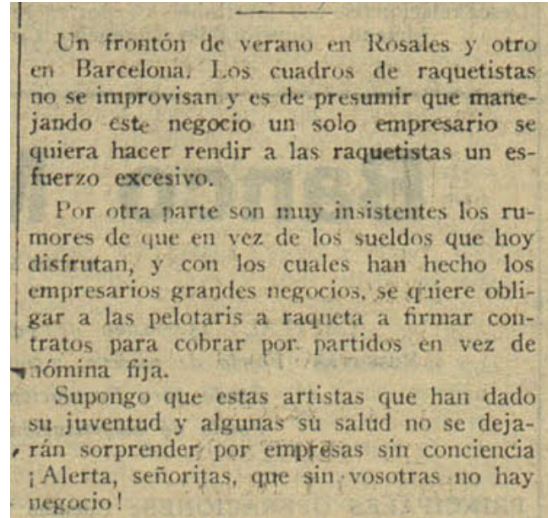 Un frontón de verano en Rosales y otro
en Barcelona. Los cuadros de raquetistas
no se improvisan y es de presumir que mane-
jando este negocio un solo empresario se
quiera hacer rendir a las raquetistas un es-
fuerzo excesivo.
Por otra parte son muy insistentes los ru-
mores de que en vez de los sueldos que hoy
disfrutan, y con los cuales han hecho los
empresarios grandes negocios, se quiere obli-
gar a las pelotaris a raqueta a firmar con-
tratos para cobrar por partidos en vez de
nómina fija.
Supongo que estas artistas que han dado
su juventud y algunas su salud no se deja-
rán sorprender por empresas sin conciencia
¡Alerta, señoritas, que sin vosotras no hay
negocio!